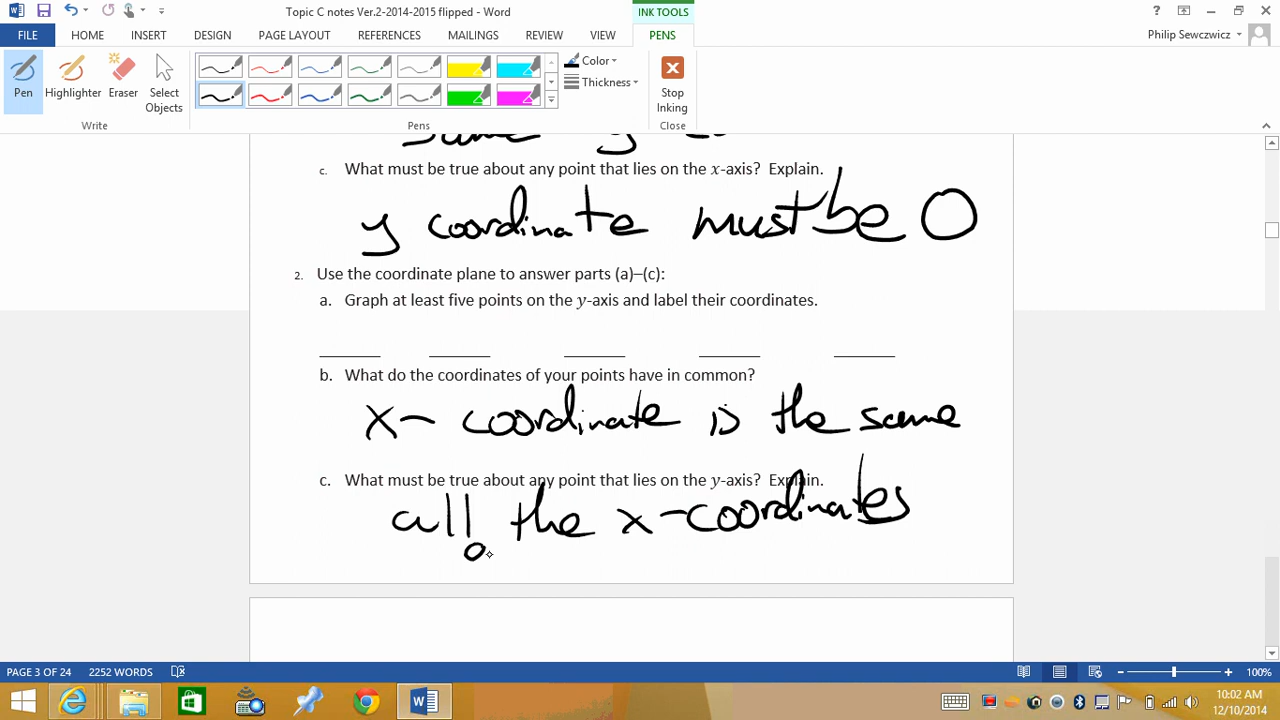 Topic C notes Ver.2-2014-2015 flipped - Word
INK TOOLS
?
FILE HOME INSERT DESIGN PAGE LAYOUT REFERENCES MAILINGS REVIEW VIEW PENS
Philip Sewczwicz
Pen Highlighter Eraser Select Objects
Color
Thickness
Stop Inking
Write Pens Close
same y
c. What must be true about any point that lies on the x-axis? Explain.
y coordinate must be 0
2. Use the coordinate plane to answer parts (a)–(c):
a. Graph at least five points on the y-axis and label their coordinates.
b. What do the coordinates of your points have in common?
x- coordinate is the same
c. What must be true about any point that lies on the y-axis? Explain.
all the x-coordinates
PAGE 3 OF 24 2252 WORDS 100%
10:02 AM
12/10/2014